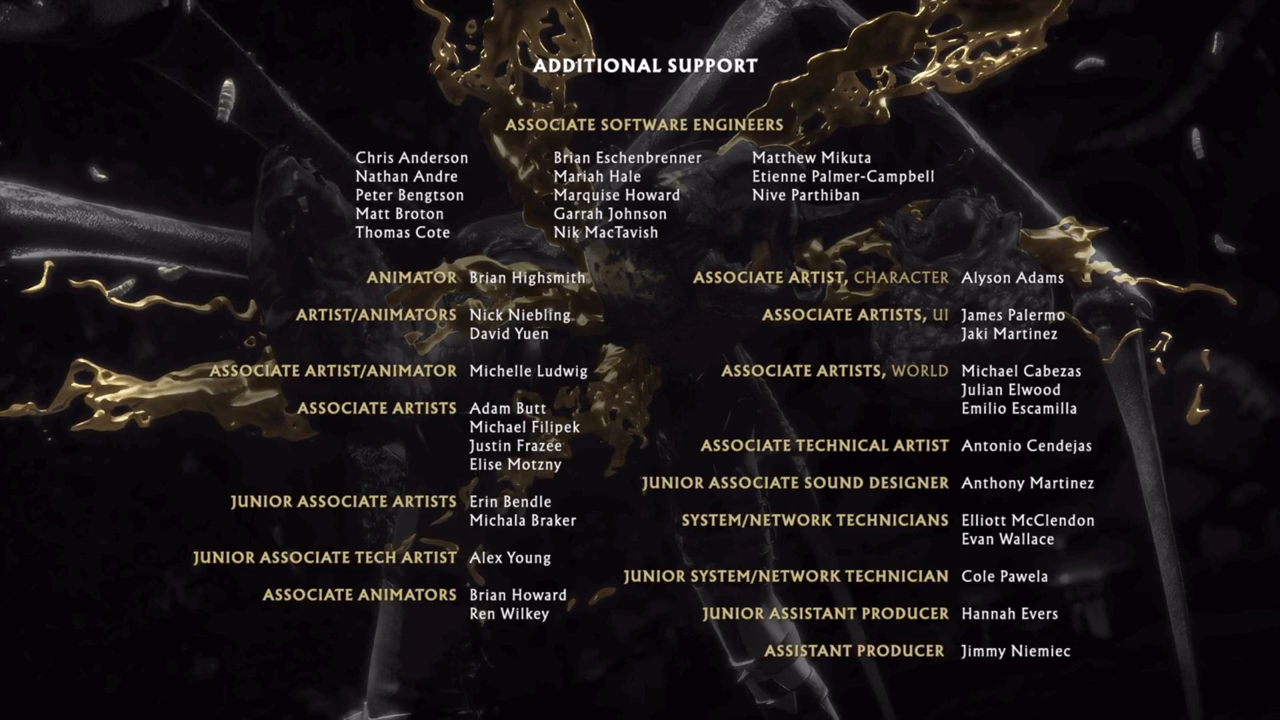 ADDITIONAL SUPPORT
ASSOCIATE SOFTWARE ENGINEERS
Chris Anderson
Nathan Andre
Peter Bengtson
Matt Broton
Thomas Cote
Brian Eschenbrenner
Mariah Hale
Marquise Howard
Garrah Johnson
Nik MacTavish
Matthew Mikuta
Etienne Palmer-Campbell
Nive Parthiban
ANIMATOR Brian Highsmith
ARTIST/ANIMATORS Nick Niebling
David Yuen
ASSOCIATE ARTIST/ANIMATOR Michelle Ludwig
ASSOCIATE ARTISTS Adam Butt
Michael Filipek
Justin Frazee
Elise Motzny
JUNIOR ASSOCIATE ARTISTS Erin Bendle
Michala Braker
JUNIOR ASSOCIATE TECH ARTIST Alex Young
ASSOCIATE ANIMATORS Brian Howard
Ren Wilkey
ASSOCIATE ARTIST, CHARACTER Alyson Adams
ASSOCIATE ARTISTS, UI James Palermo
Jaki Martinez
ASSOCIATE ARTISTS, WORLD Michael Cabezas
Julian Elwood
Emilio Escamilla
ASSOCIATE TECHNICAL ARTIST Antonio Cendejas
JUNIOR ASSOCIATE SOUND DESIGNER Anthony Martinez
SYSTEM/NETWORK TECHNICIANS Elliott McClendon
Evan Wallace
JUNIOR SYSTEM/NETWORK TECHNICIAN Cole Pawela
JUNIOR ASSISTANT PRODUCER Hannah Evers
ASSISTANT PRODUCER Jimmy Niemiec